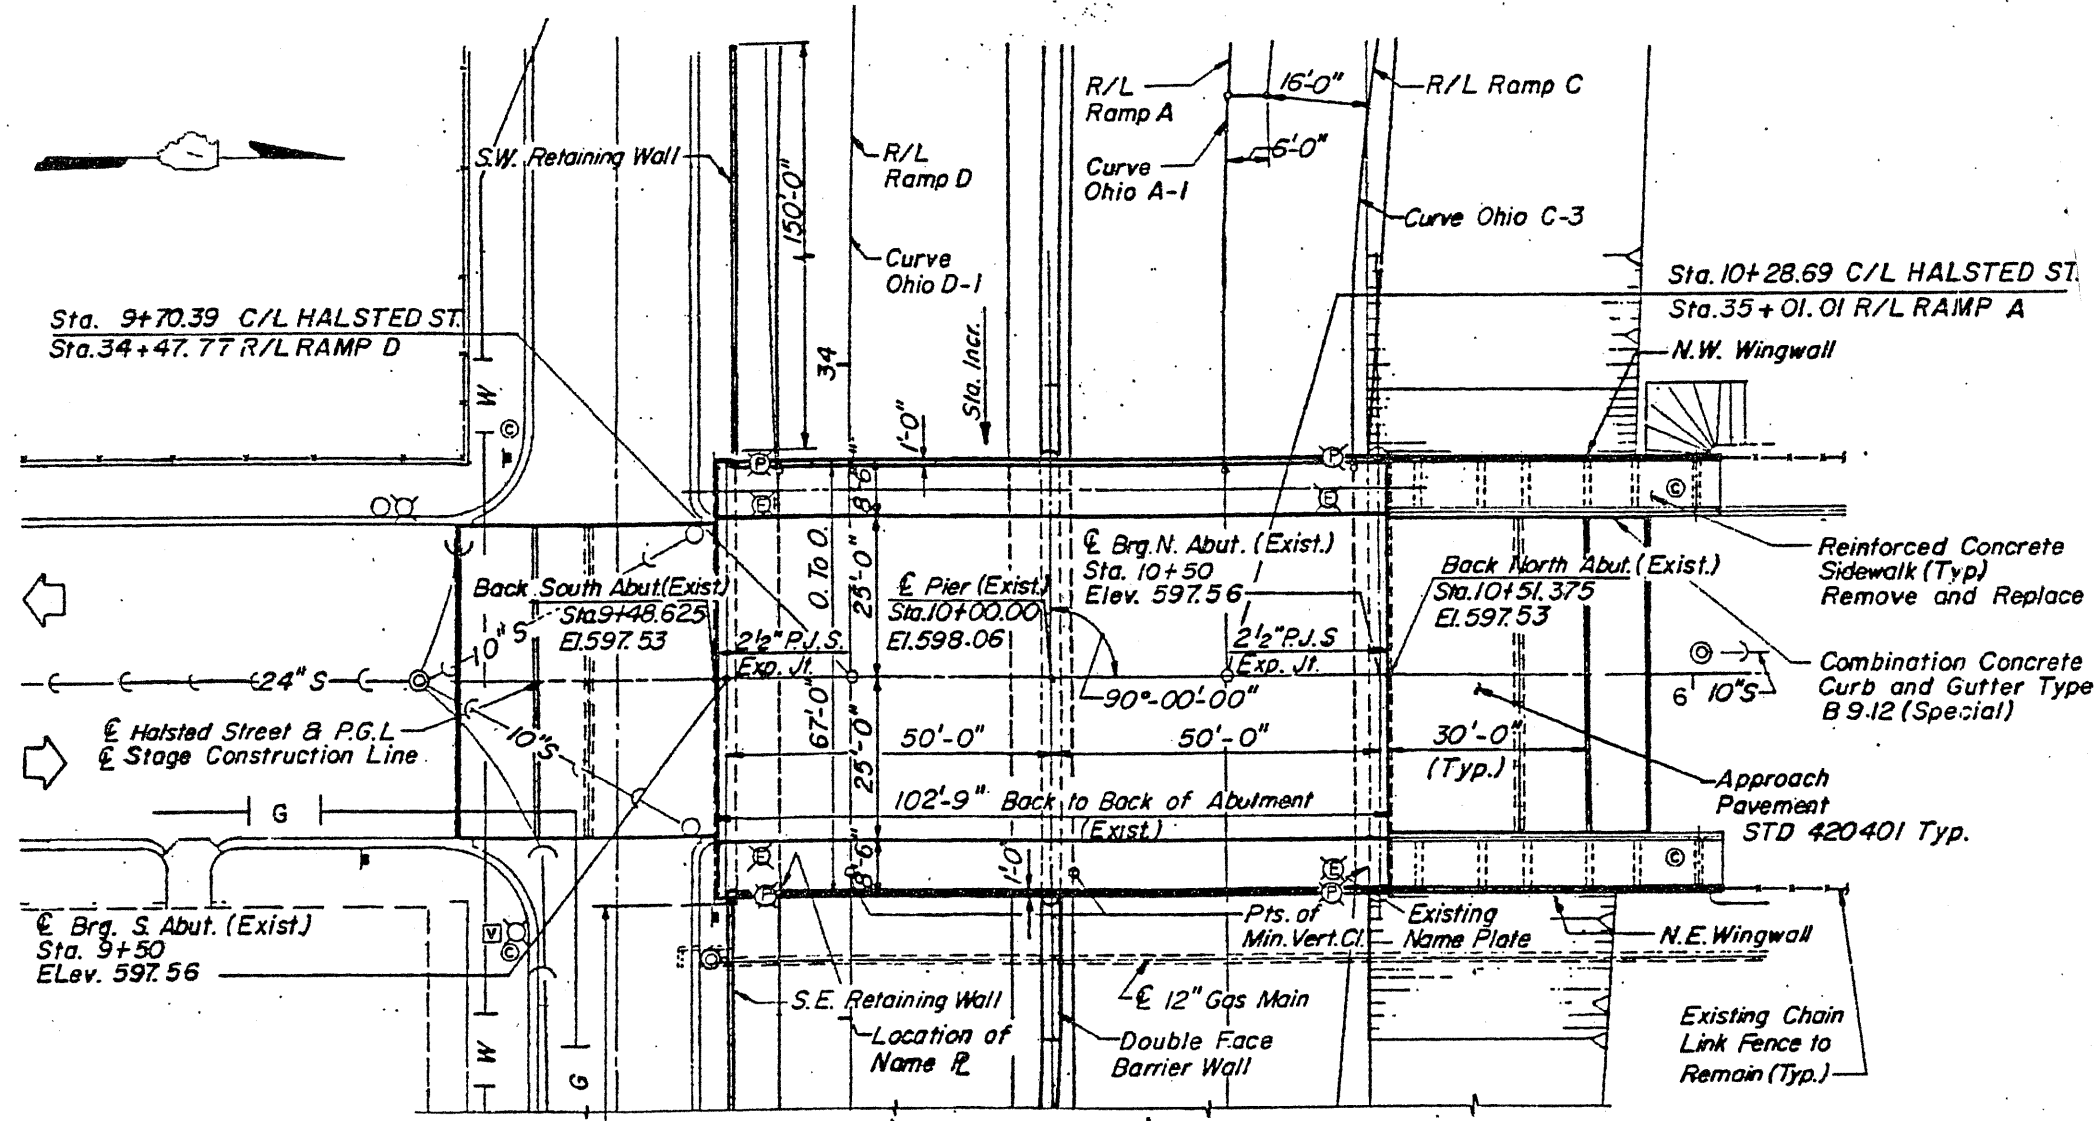 R/L
Ramp A
16'-0"
R/L Ramp C
S.W. Retaining Wall
R/L
Ramp D
150'-0"
6'-0"
Curve
Ohio A-1
Curve Ohio C-3
Curve
Ohio D-1
Sta. 10+28.69 C/L HALSTED ST.
Sta. 35+01.01 R/L RAMP A
Sta. 9+70.39 C/L HALSTED ST.
Sta. 34+47.77 R/L RAMP D
N.W. Wingwall
34
Sta. Incr.
W
C
1'-0"
P
P
8'-6"
E
E
C
67'-0" O. To O.
25'-0"
℄ Brg. N. Abut. (Exist.)
Sta. 10+50
Elev. 597.56
Reinforced Concrete
Sidewalk (Typ)
Remove and Replace
Back South Abut. (Exist.)
Sta. 9+48.625
El. 597.53
℄ Pier (Exist.)
Sta. 10+00.00
El. 598.06
Back North Abut. (Exist.)
Sta. 10+51.375
El. 597.53
2½" P.J.S.
Exp. Jt.
2½" P.J.S
Exp. Jt.
10" S
24" S
10" S
90°-00'-00"
6'
10" S
Combination Concrete
Curb and Gutter Type
B 9.12 (Special)
℄ Halsted Street & P.G.L
℄ Stage Construction Line
25'-0"
50'-0"
50'-0"
30'-0"
(Typ.)
Approach
Pavement
STD 420401 Typ.
G
102'-9" Back to Back of Abutment
(Exist.)
E
8'-6"
1'-0"
E
C
P
P
℄ Brg. S. Abut. (Exist.)
Sta. 9+50
ELev. 597.56
V
C
Pts. of
Min. Vert. Cl.
Existing
Name Plate
N.E. Wingwall
S.E. Retaining Wall
℄ 12" Gas Main
Location of
Name PL
Double Face
Barrier Wall
Existing Chain
Link Fence to
Remain (Typ.)
W
G